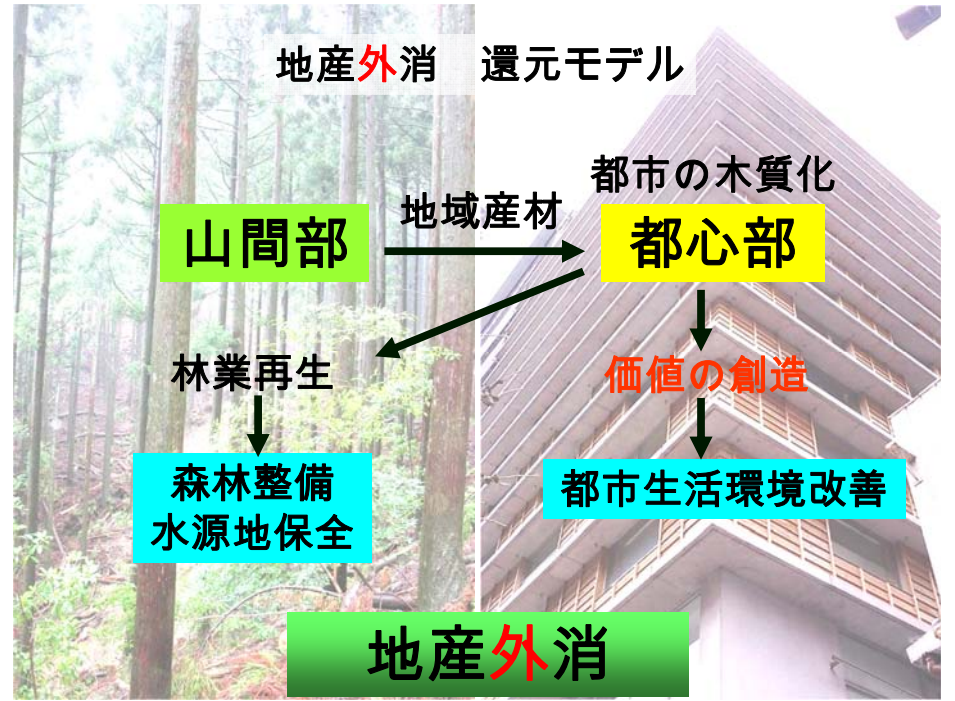 地産外消　還元モデル
都市の木質化
地域産材
山間部
都心部
林業再生
価値の創造
森林整備
水源地保全
都市生活環境改善
地産外消